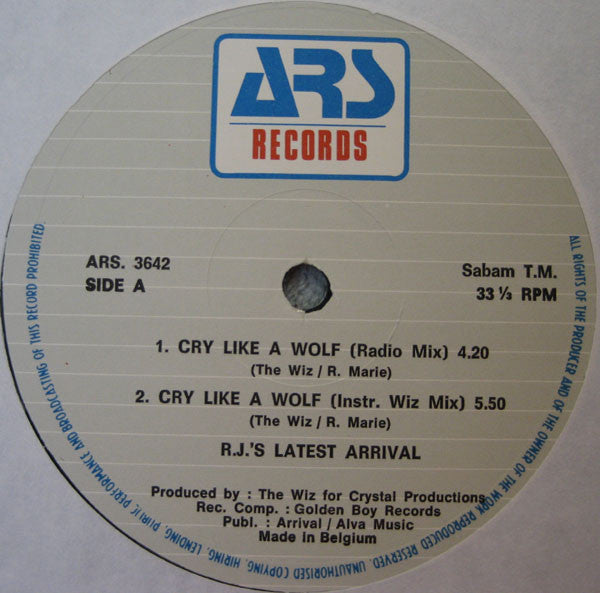 ARS
RECORDS
ARS. 3642
SIDE A
Sabam T.M.
33 ⅓ RPM
1. CRY LIKE A WOLF (Radio Mix) 4.20
(The Wiz / R. Marie)
2. CRY LIKE A WOLF (Instr. Wiz Mix) 5.50
(The Wiz / R. Marie)
R.J.'S LATEST ARRIVAL
Produced by : The Wiz for Crystal Productions
Rec. Comp. : Golden Boy Records
Publ. : Arrival / Alva Music
Made in Belgium
ALL RIGHTS OF THE PRODUCER AND OF THE OWNER OF THE WORK REPRODUCED RESERVED. UNAUTHORISED COPYING, HIRING, LENDING, PUBLIC PERFORMANCE AND BROADCASTING OF THIS RECORD PROHIBITED.